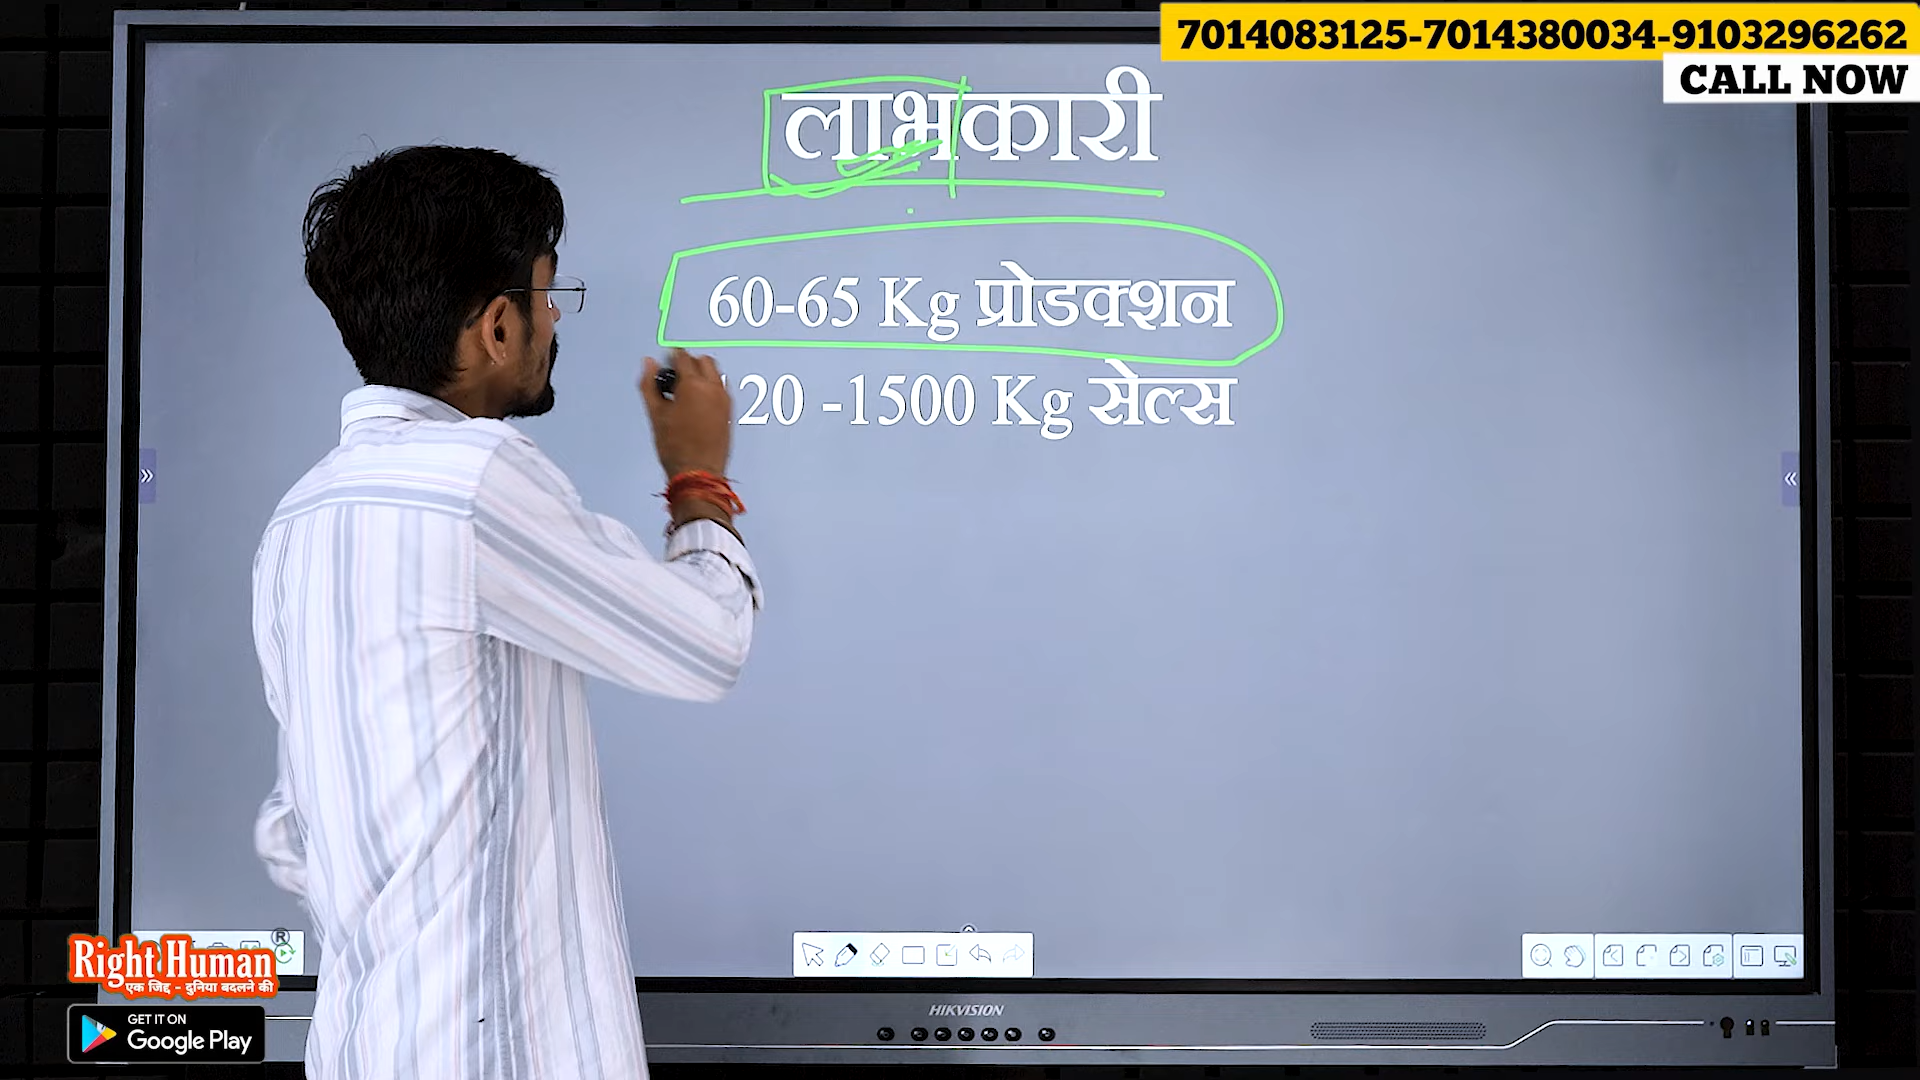 7014083125-7014380034-9103296262
CALL NOW
लाभकारी
60-65 Kg प्रोडक्शन
120 -1500 Kg सेल्स
Right Human
®
एक जिद्द - दुनिया बदलने की
GET IT ON
Google Play
HIKVISION